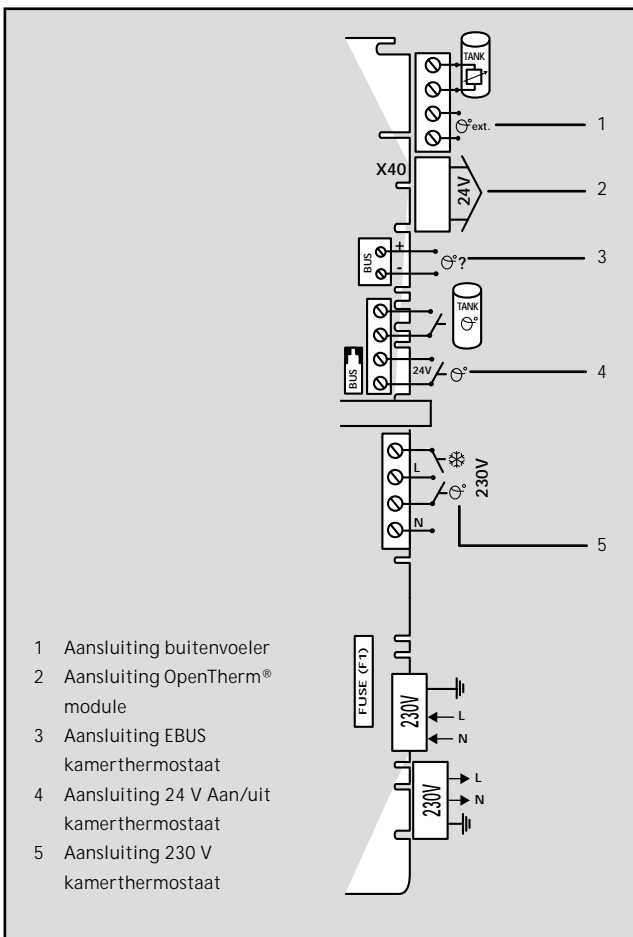 TANK
ext.
1
X40
24V
2
BUS
+
-
?
3
TANK
BUS
24V
4
L
230V
N
5
FUSE (F1)
230V
L
N
230V
L
N
1 Aansluiting buitenvoeler
2 Aansluiting OpenTherm®
module
3 Aansluiting EBUS
kamerthermostaat
4 Aansluiting 24 V Aan/uit
kamerthermostaat
5 Aansluiting 230 V
kamerthermostaat